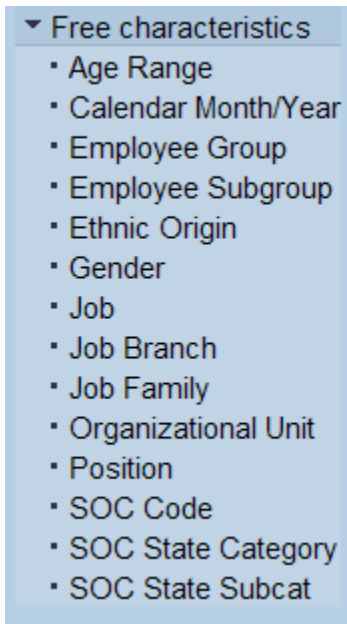 Free characteristics
Age Range
Calendar Month/Year
Employee Group
Employee Subgroup
Ethnic Origin
Gender
Job
Job Branch
Job Family
Organizational Unit
Position
SOC Code
SOC State Category
SOC State Subcat